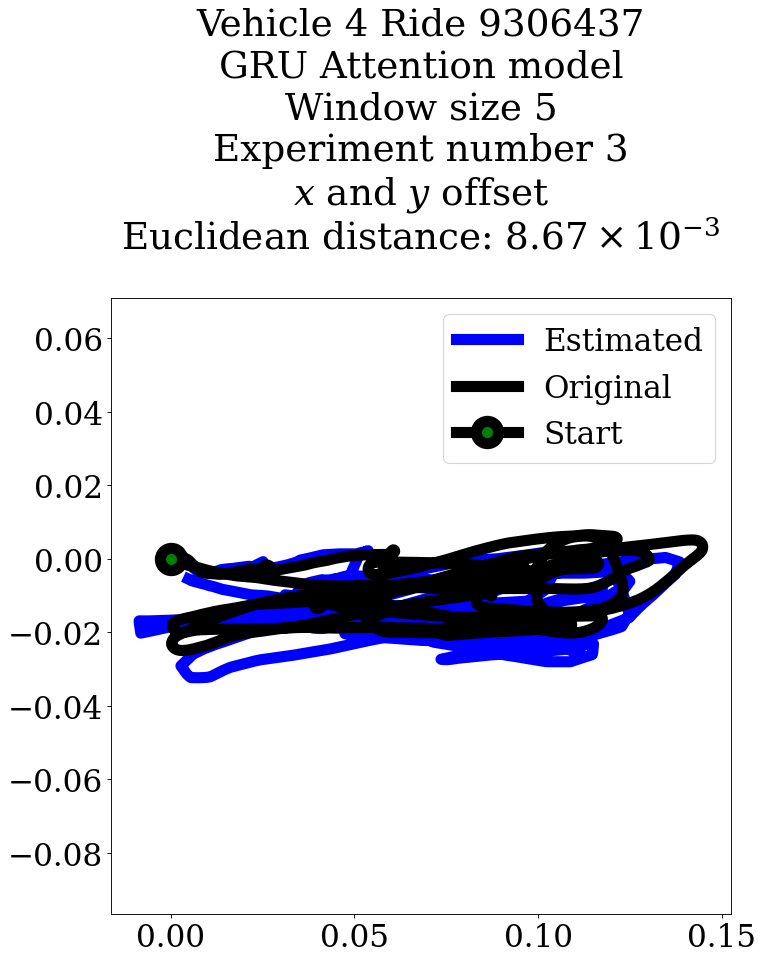 Vehicle 4 Ride 9306437
GRU Attention model
Window size 5
Experiment number 3
x and y offset
Euclidean distance: 8.67 × 10⁻³
Estimated
Original
Start
0.06
0.04
0.02
0.00
−0.02
−0.04
−0.06
−0.08
0.00 0.05 0.10 0.15